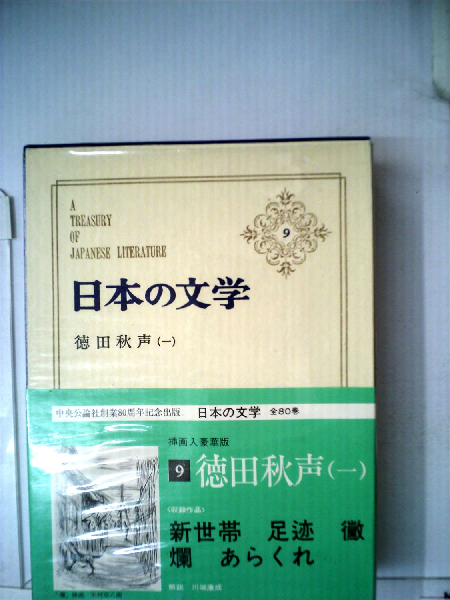 A
TREASURY
OF
JAPANESE LITERATURE
9
日本の文学
徳田秋声(一)
中央公論社創業80周年記念出版 日本の文学 全80巻
挿画入豪華版
9 徳田秋声(一)
〈収録作品〉
新世帯 足迹 黴
爛 あらくれ
解説 川端康成